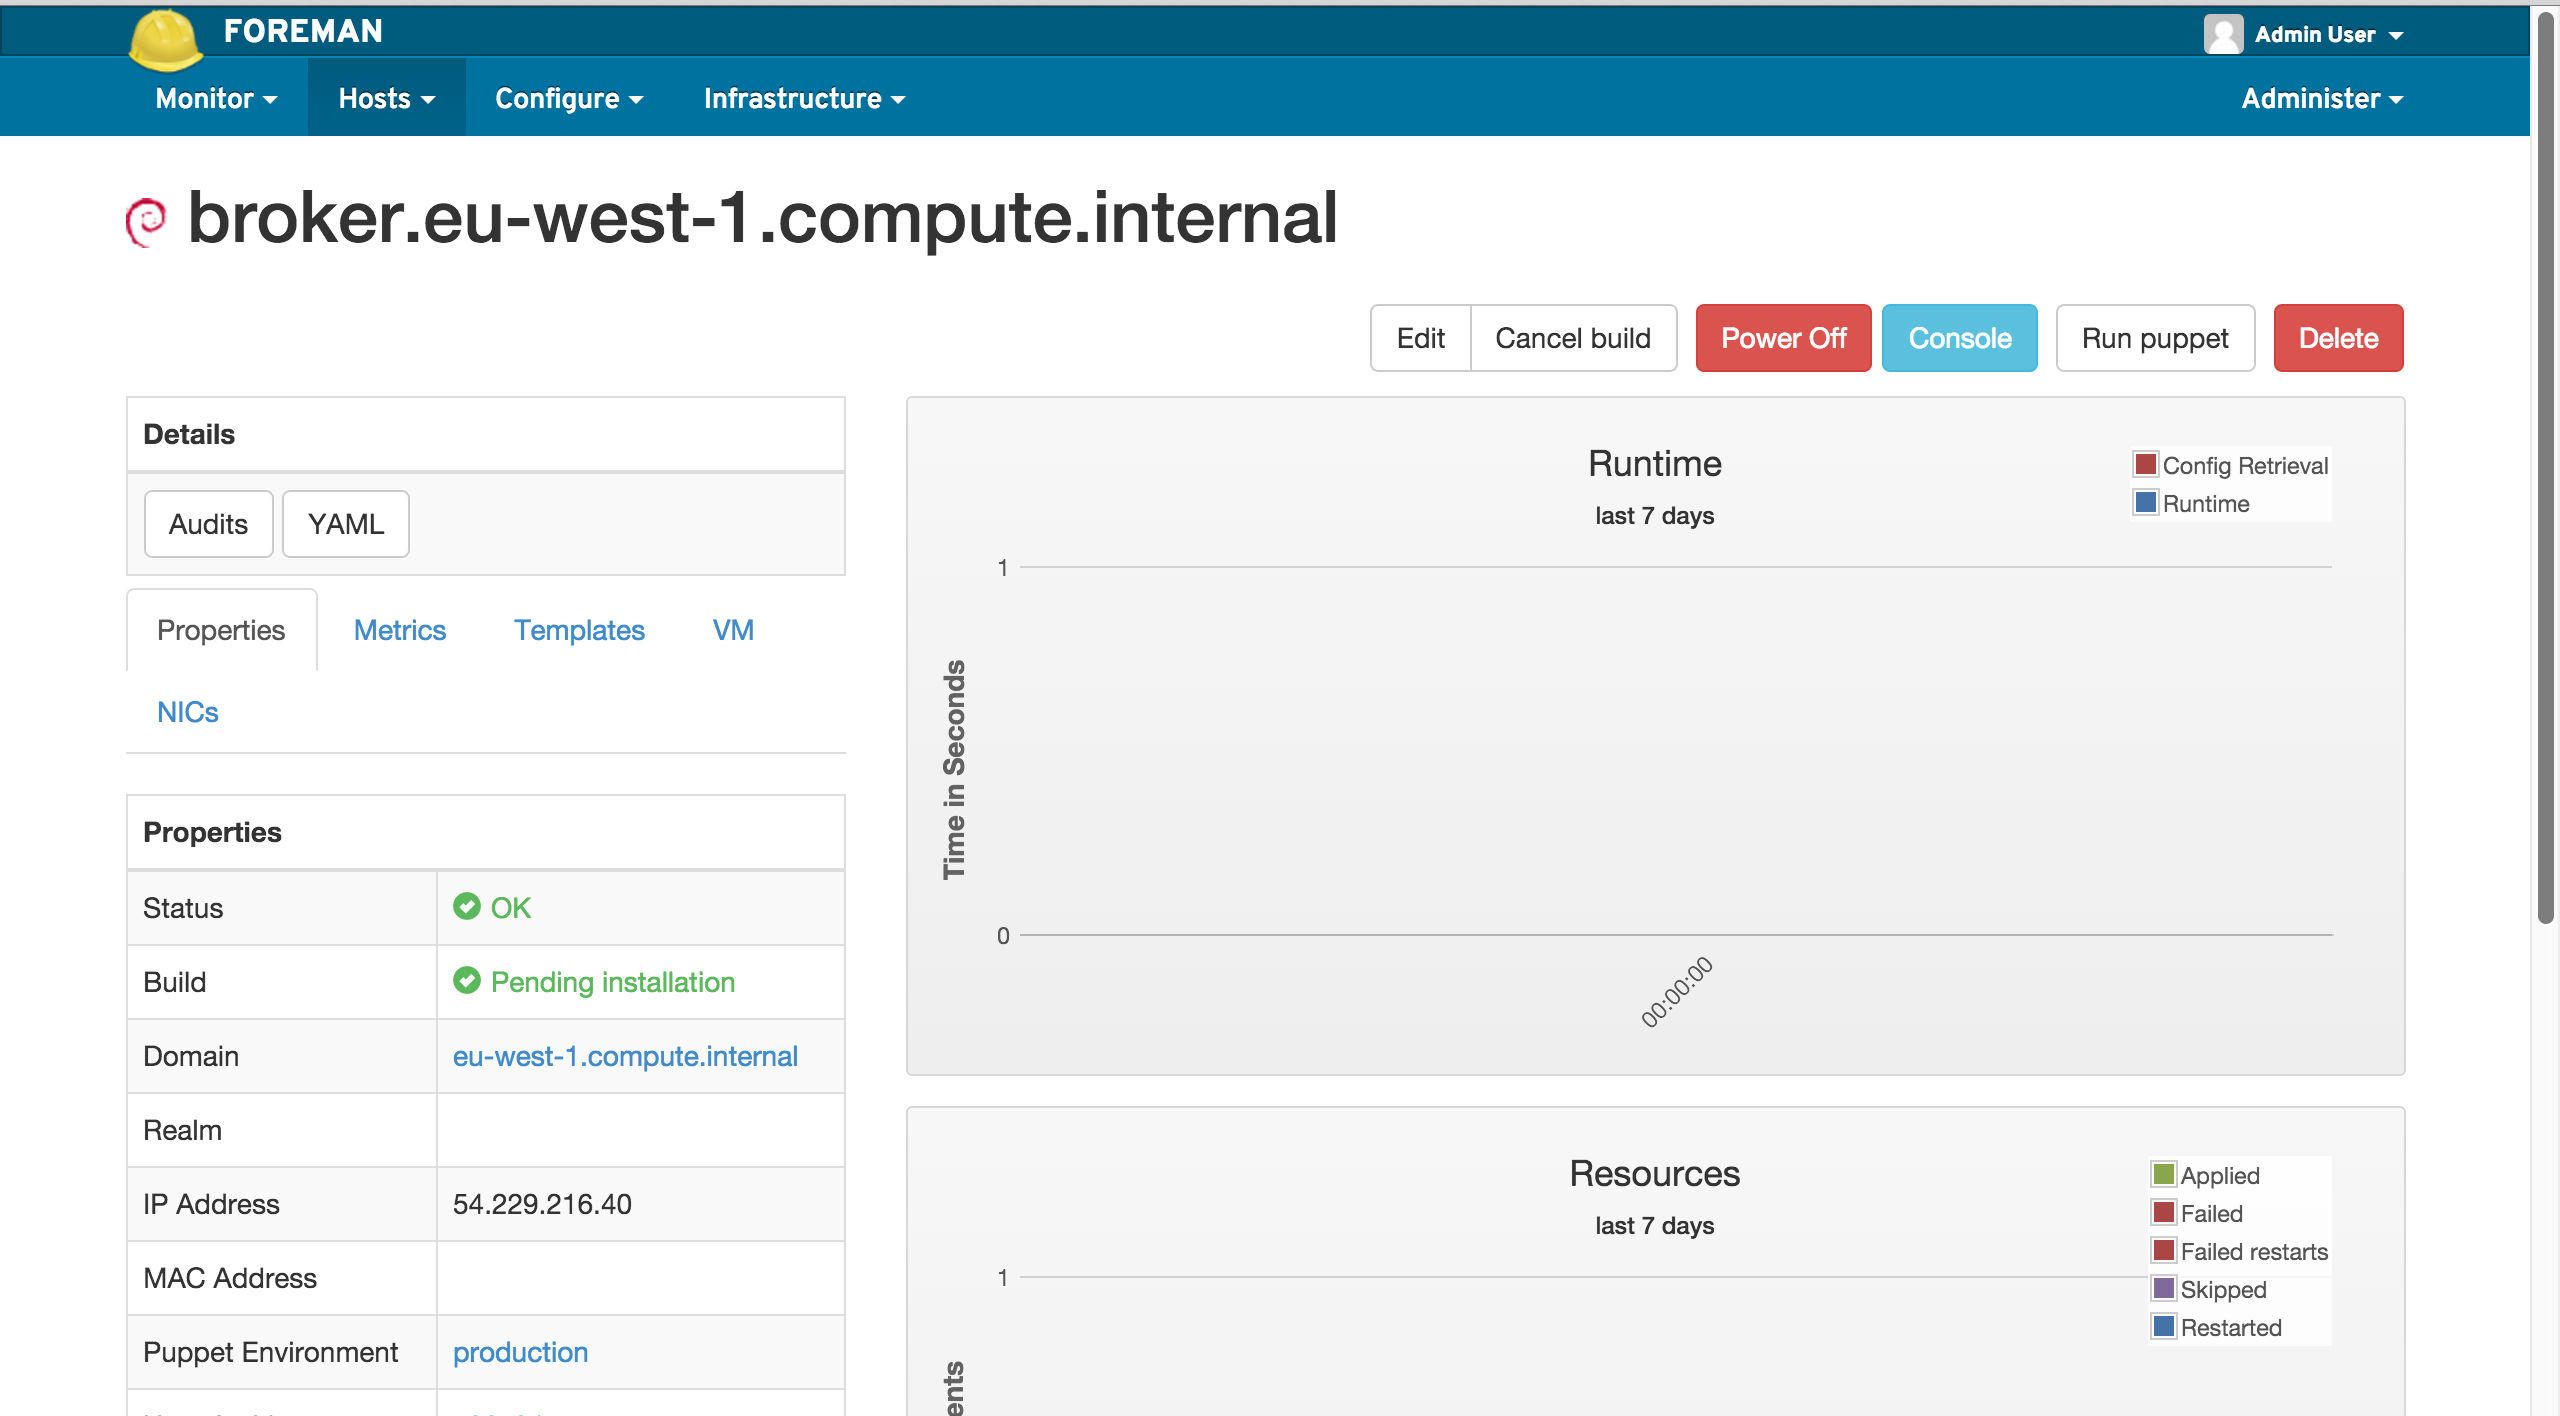 FOREMAN
Admin User
Monitor Hosts Configure Infrastructure Administer
broker.eu-west-1.compute.internal
Edit Cancel build Power Off Console Run puppet Delete
Details
Audits YAML
Properties Metrics Templates VM
NICs
Properties
Status OK
Build Pending installation
Domain eu-west-1.compute.internal
Realm
IP Address 54.229.216.40
MAC Address
Puppet Environment production
Runtime
last 7 days
Config Retrieval
Runtime
1
Time in Seconds
0
00:00:00
Resources
last 7 days
Applied
Failed
Failed restarts
Skipped
Restarted
1
ents